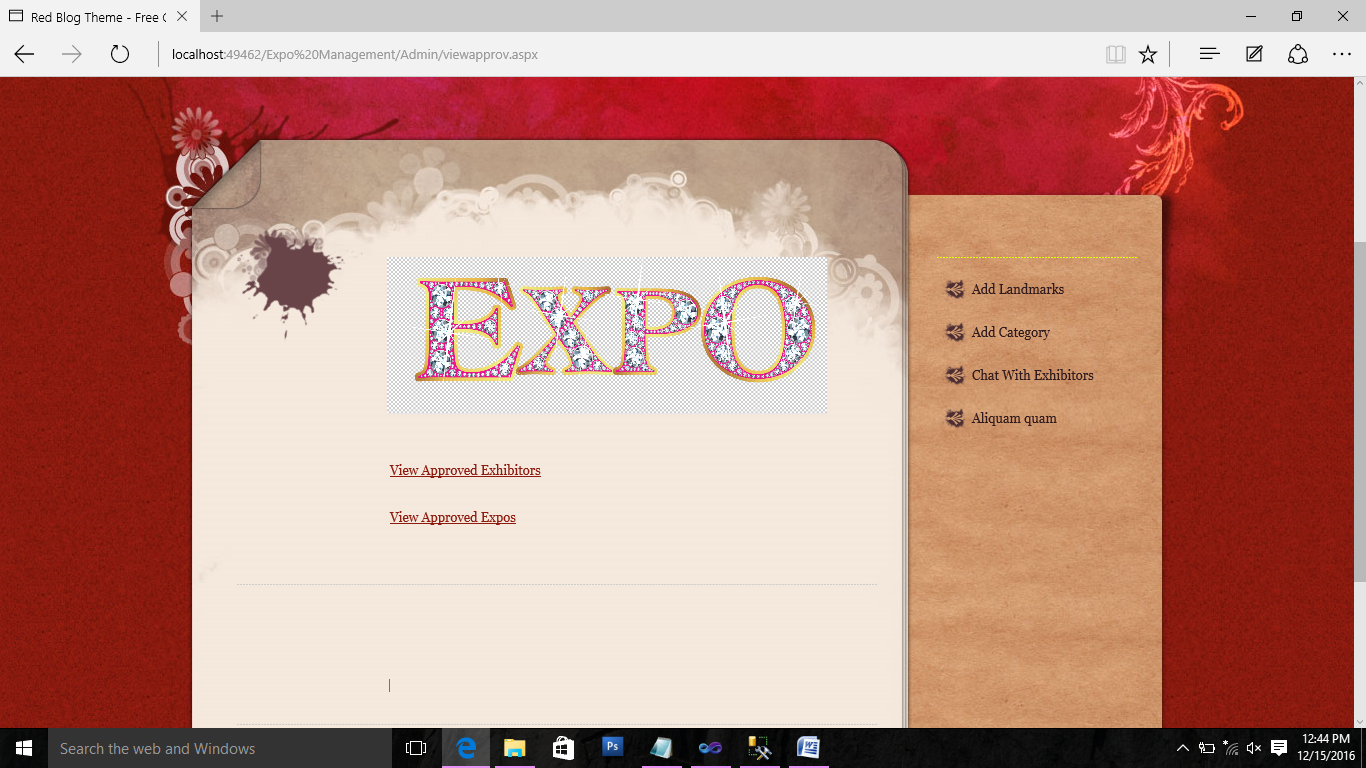 Red Blog Theme - Free C
localhost:49462/Expo%20Management/Admin/viewapprov.aspx
EXPO
Add Landmarks
Add Category
Chat With Exhibitors
Aliquam quam
View Approved Exhibitors
View Approved Expos
Search the web and Windows
Ps
12:44 PM
12/15/2016